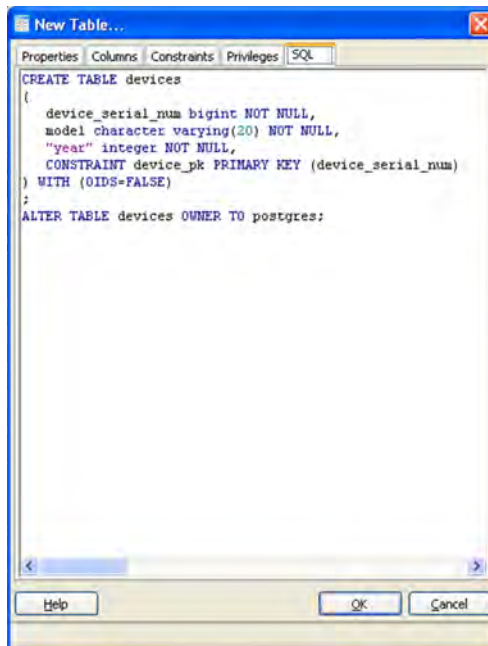 New Table...
Properties Columns Constraints Privileges SQL
CREATE TABLE devices
(
device_serial_num bigint NOT NULL,
model character varying(20) NOT NULL,
"year" integer NOT NULL,
CONSTRAINT device_pk PRIMARY KEY (device_serial_num)
) WITH (OIDS=FALSE)
;
ALTER TABLE devices OWNER TO postgres;
Help OK Cancel